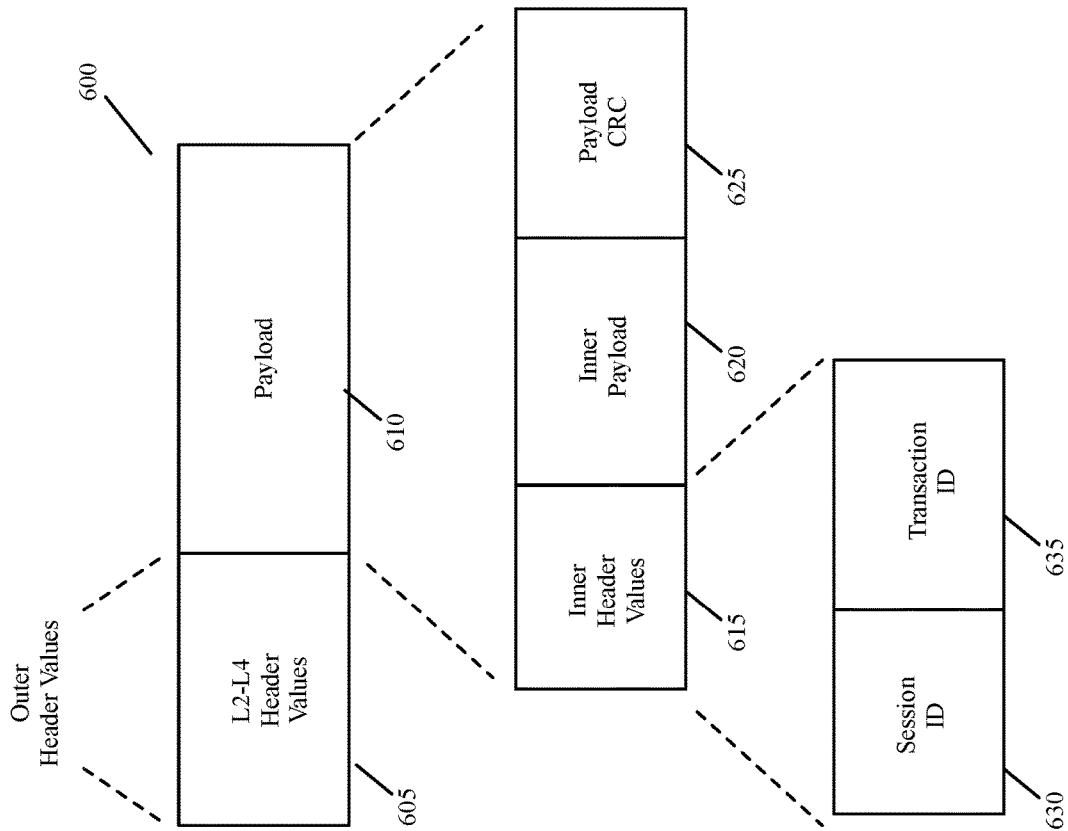 600
Outer
Header Values
L2-L4
Header
Values
605
Payload
610
Inner
Header
Values
615
Inner
Payload
620
Payload
CRC
625
Session
ID
630
Transaction
ID
635